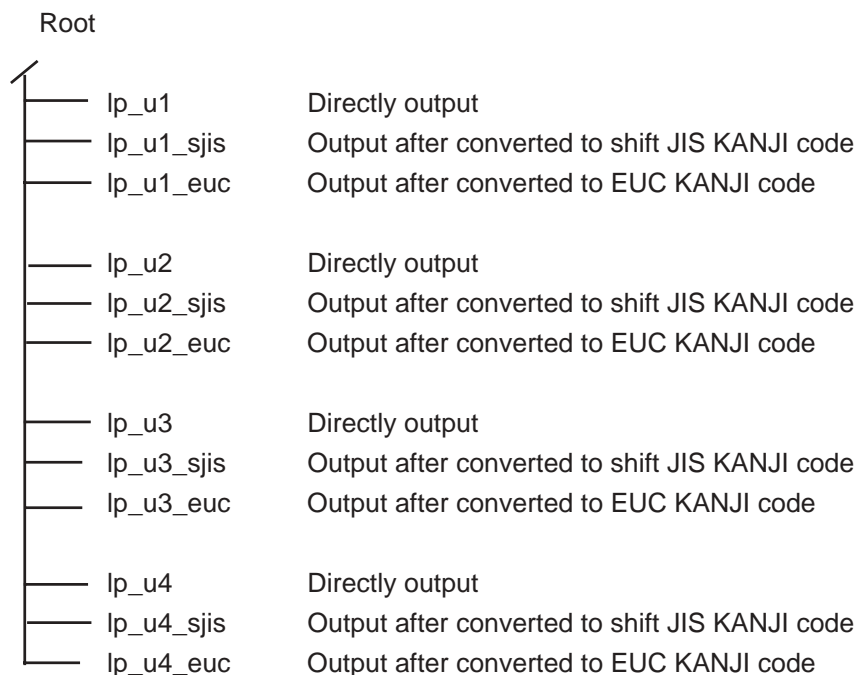 Root
lp_u1 Directly output
lp_u1_sjis Output after converted to shift JIS KANJI code
lp_u1_euc Output after converted to EUC KANJI code
lp_u2 Directly output
lp_u2_sjis Output after converted to shift JIS KANJI code
lp_u2_euc Output after converted to EUC KANJI code
lp_u3 Directly output
lp_u3_sjis Output after converted to shift JIS KANJI code
lp_u3_euc Output after converted to EUC KANJI code
lp_u4 Directly output
lp_u4_sjis Output after converted to shift JIS KANJI code
lp_u4_euc Output after converted to EUC KANJI code